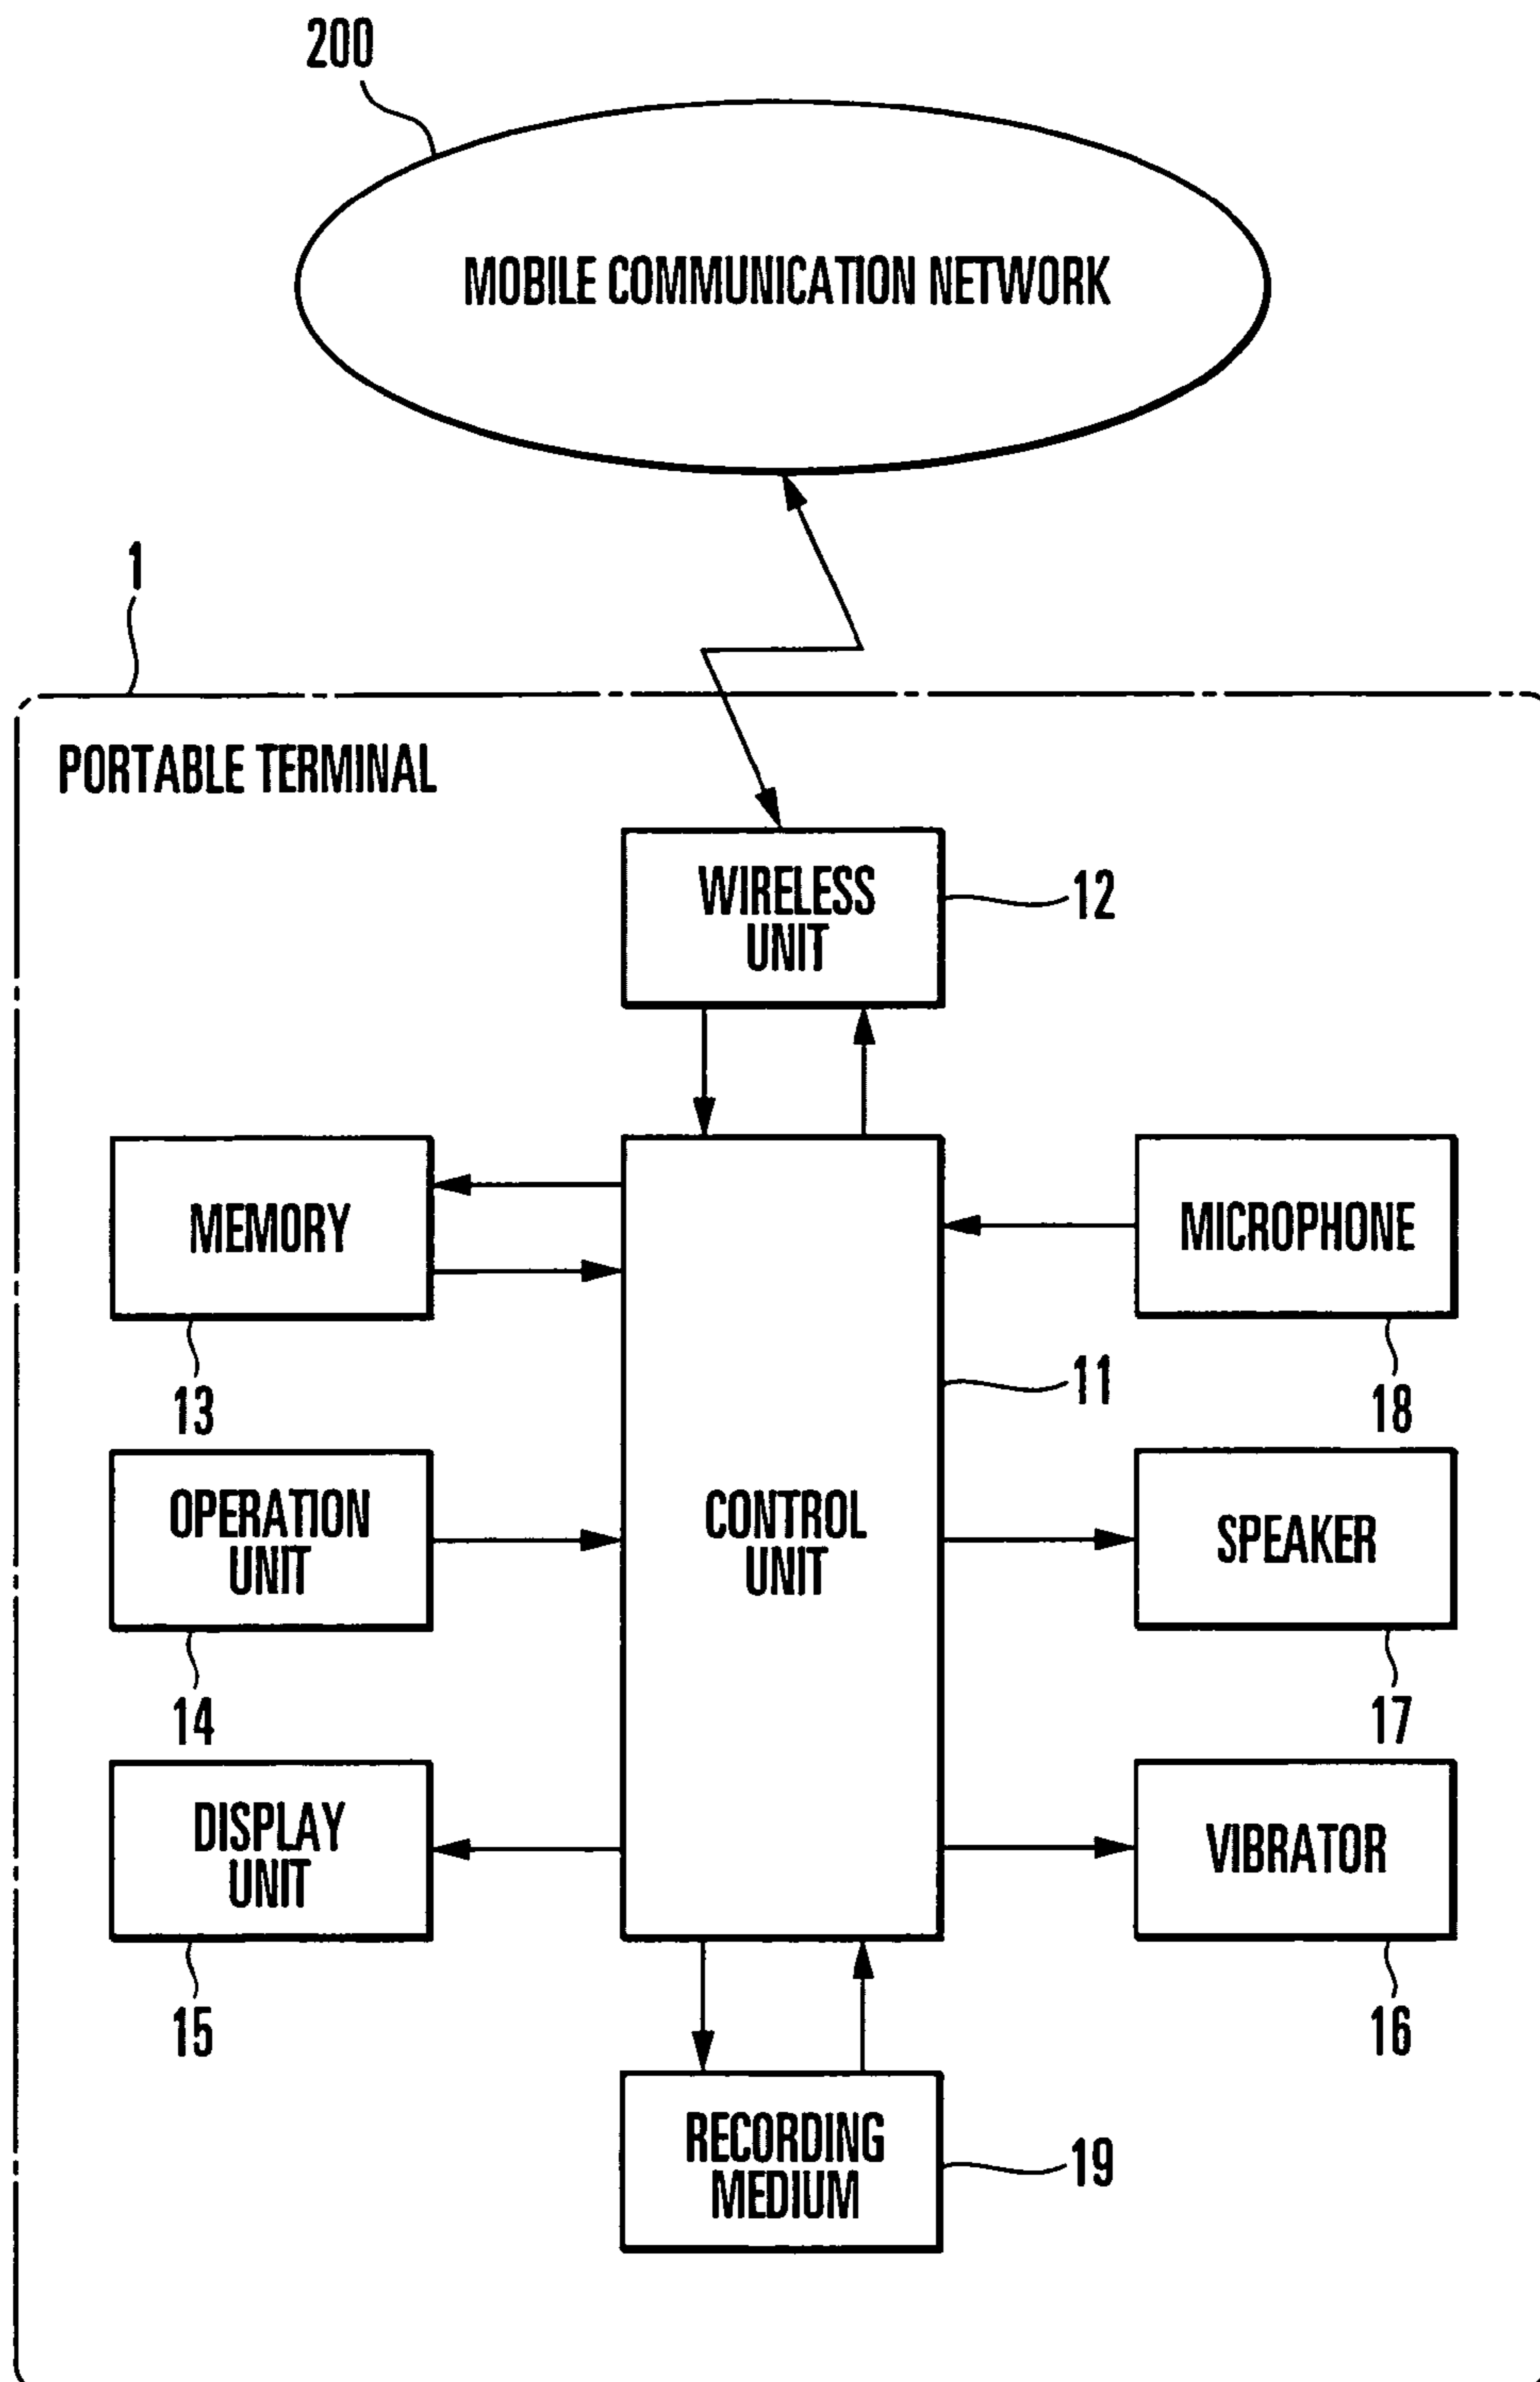 200
MOBILE COMMUNICATION NETWORK
1
PORTABLE TERMINAL
WIRELESS
UNIT
12
MEMORY
13
MICROPHONE
18
11
OPERATION
UNIT
14
CONTROL
UNIT
SPEAKER
17
DISPLAY
UNIT
15
VIBRATOR
16
RECORDING
MEDIUM
19